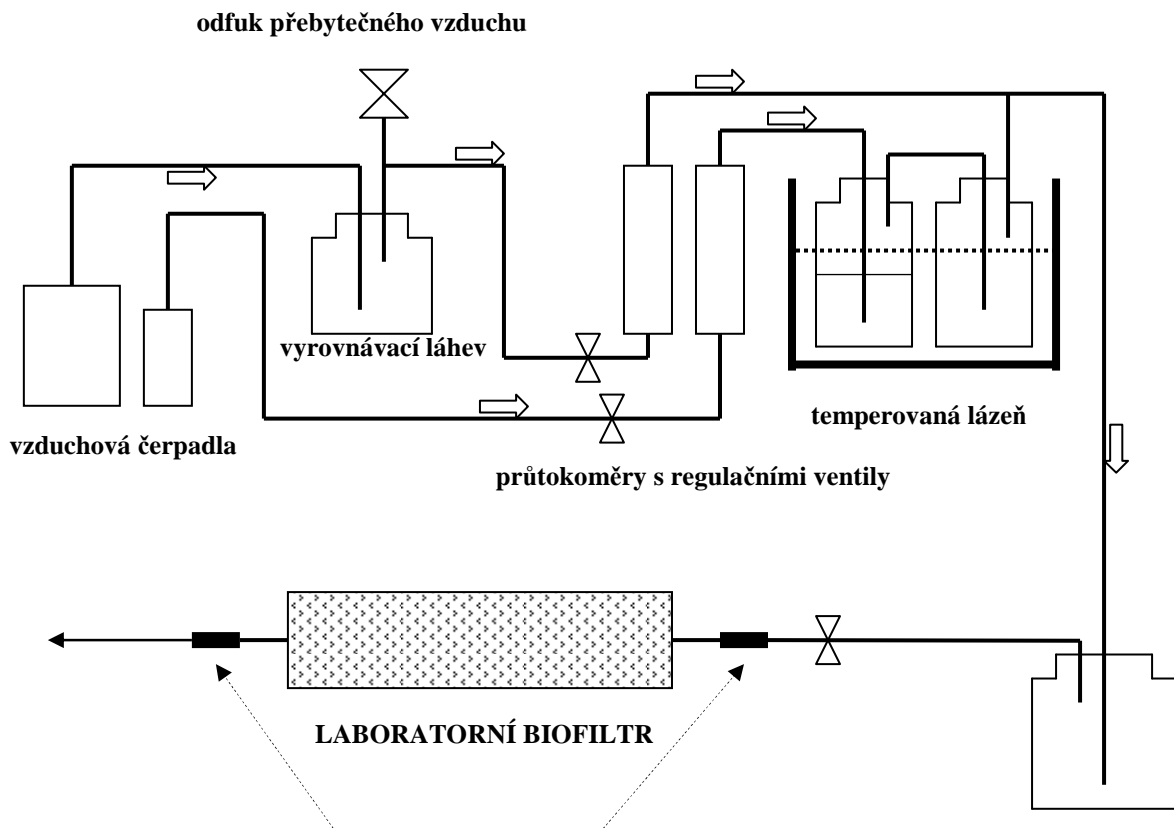 odfuk přebytečného vzduchu
vyrovnávací láhev
vzduchová čerpadla
temperovaná lázeň
průtokoměry s regulačními ventily
LABORATORNÍ BIOFILTR